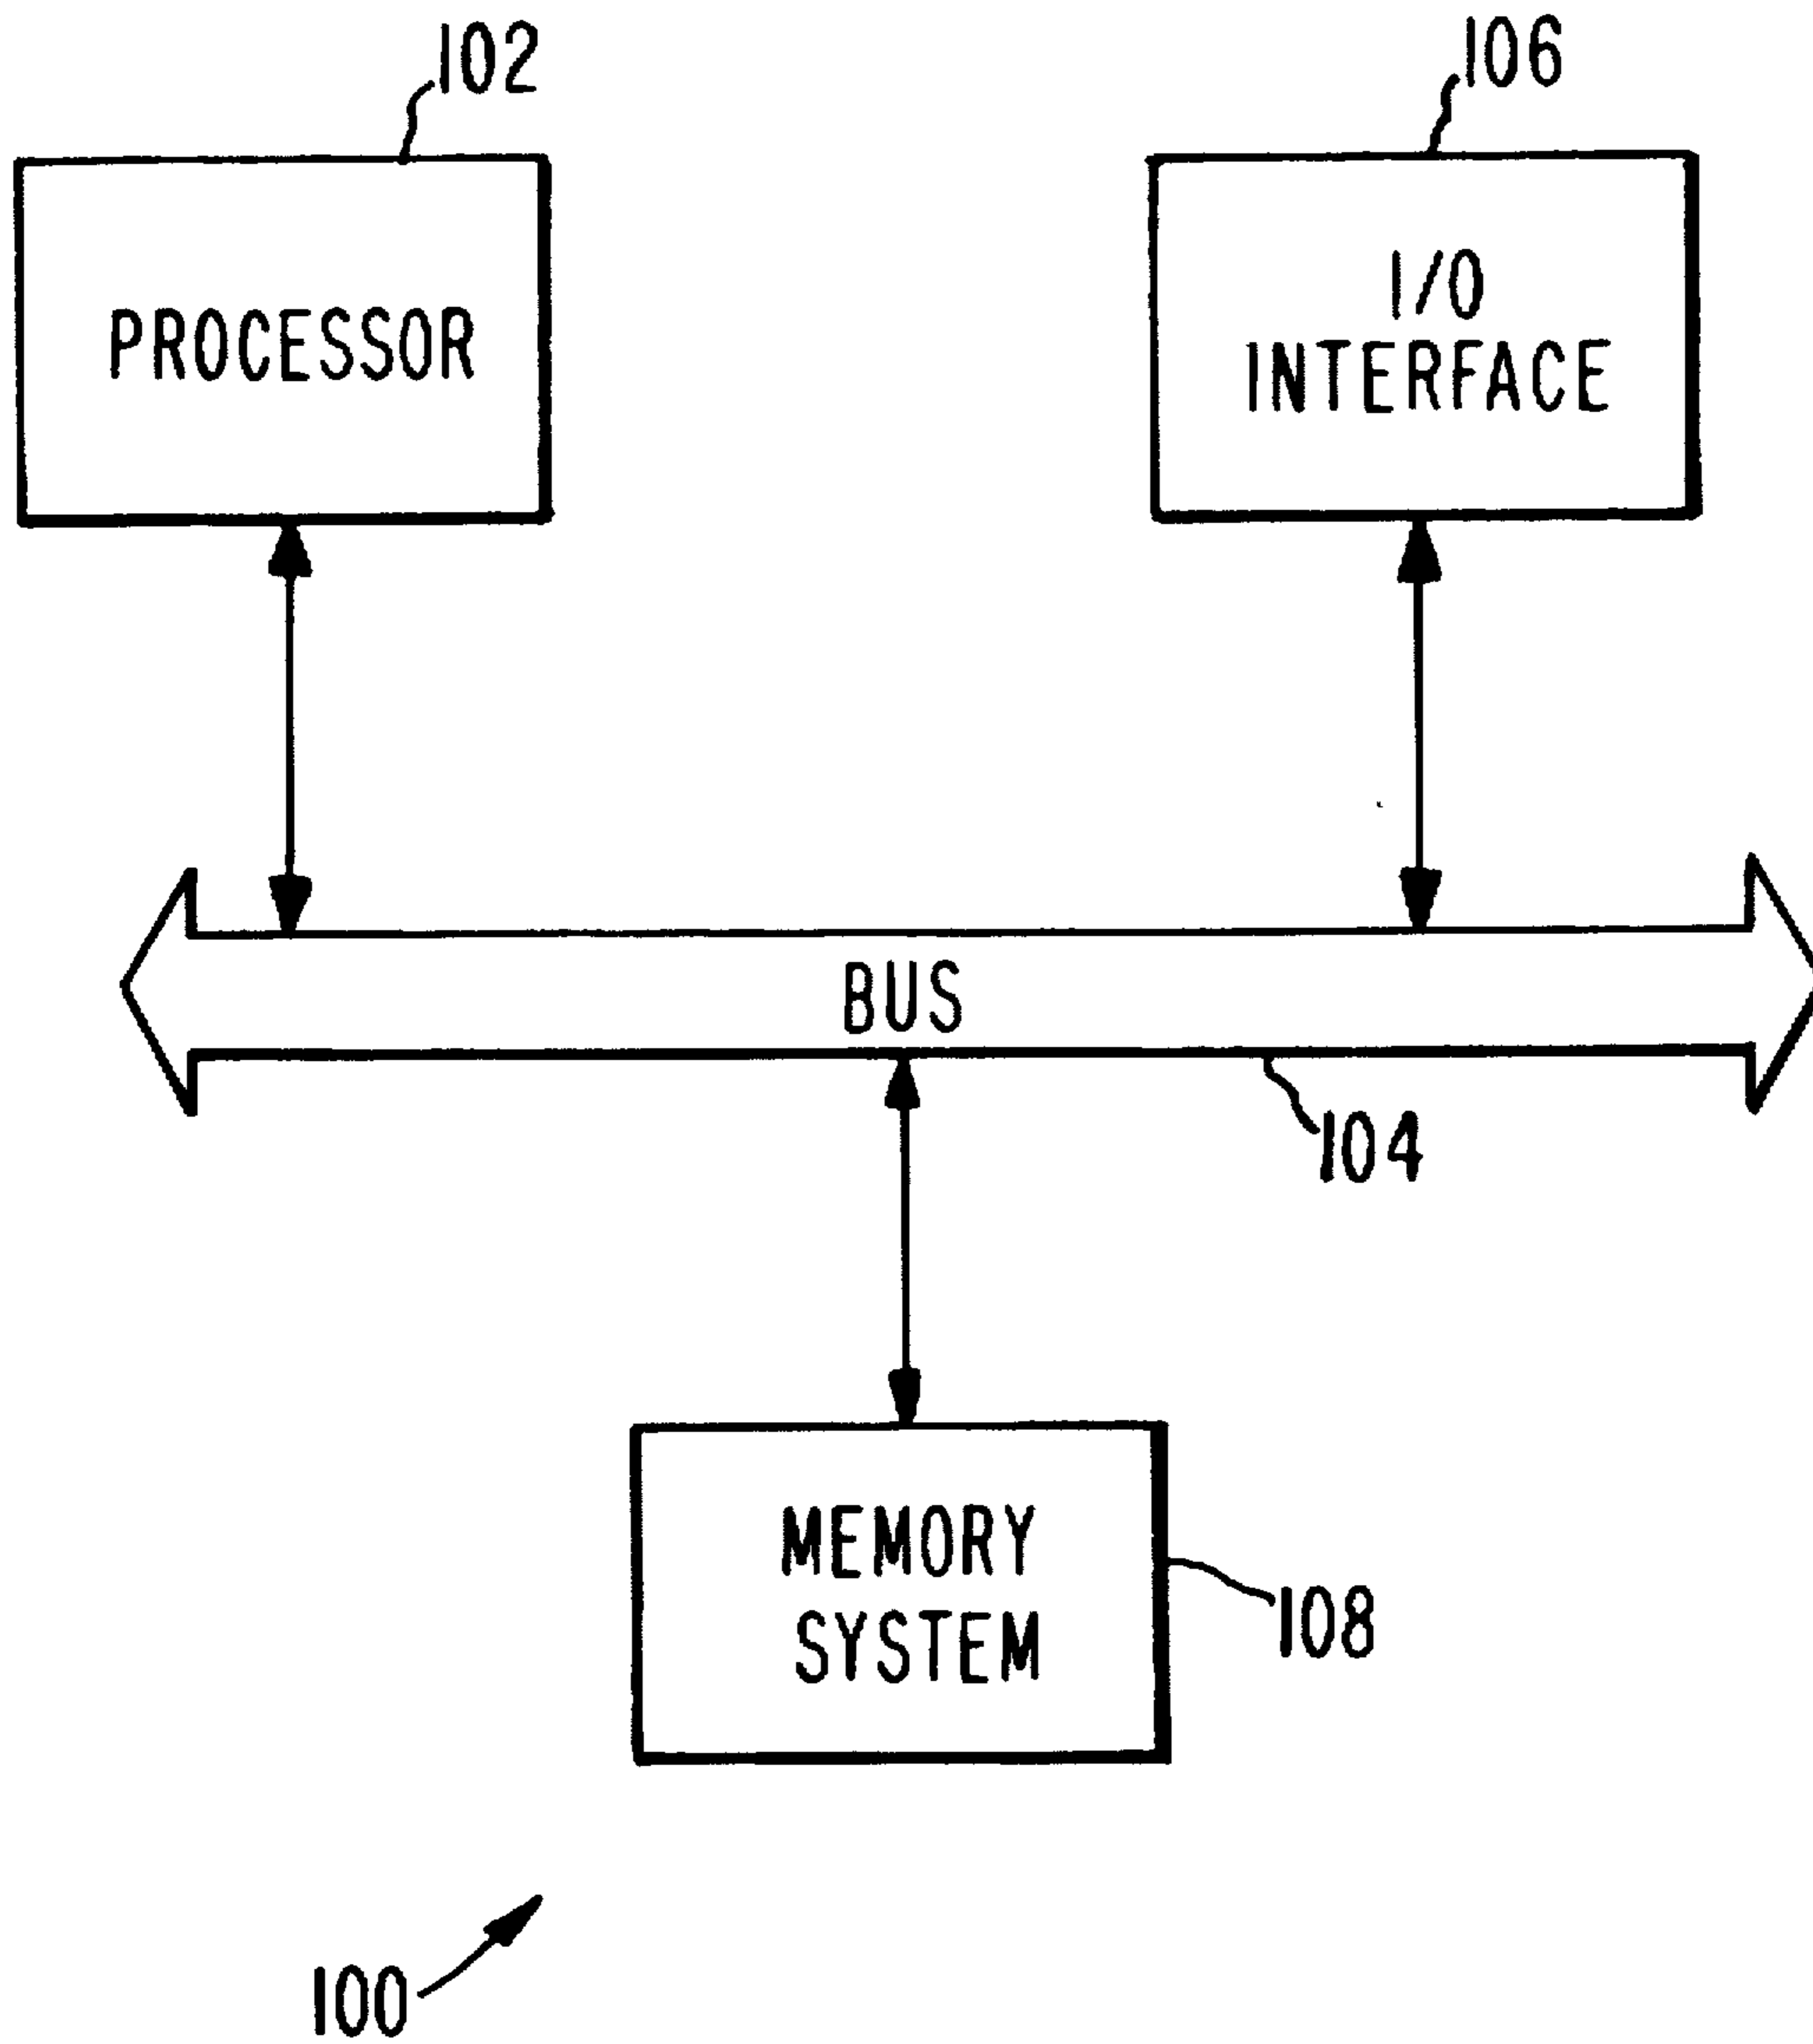 102
106
PROCESSOR
I/O
INTERFACE
BUS
104
MEMORY
SYSTEM
108
100